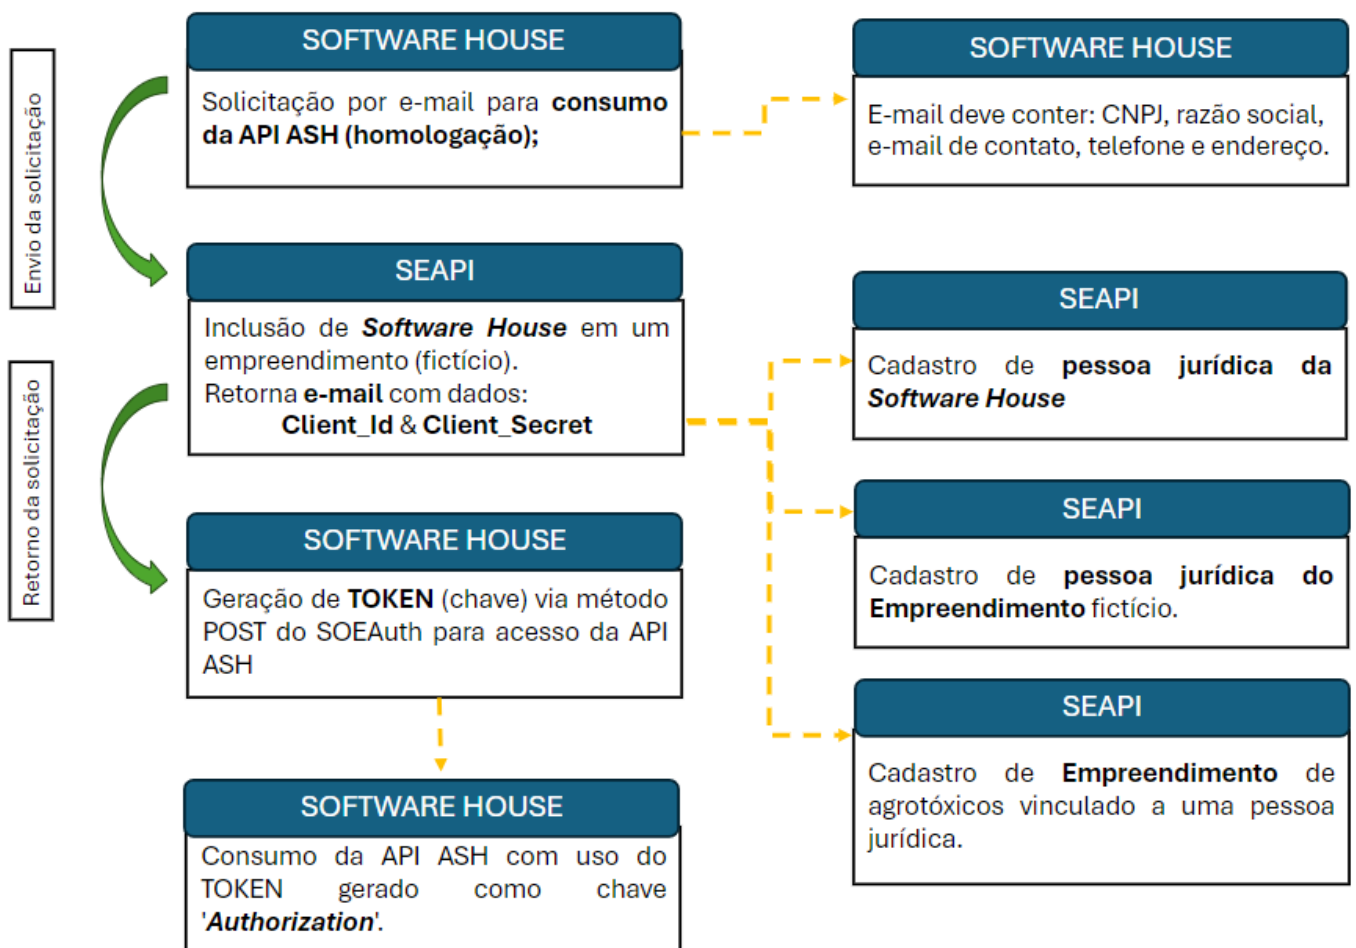 Envio da solicitação
SOFTWARE HOUSE
Solicitação por e-mail para consumo
da API ASH (homologação);
SOFTWARE HOUSE
E-mail deve conter: CNPJ, razão social,
e-mail de contato, telefone e endereço.
SEAPI
Inclusão de Software House em um
empreendimento (fictício).
Retorna e-mail com dados:
Client_Id & Client_Secret
SEAPI
Cadastro de pessoa jurídica da
Software House
Retorno da solicitação
SEAPI
Cadastro de pessoa jurídica do
Empreendimento fictício.
SOFTWARE HOUSE
Geração de TOKEN (chave) via método
POST do SOEAuth para acesso da API
ASH
SEAPI
Cadastro de Empreendimento de
agrotóxicos vinculado a uma pessoa
jurídica.
SOFTWARE HOUSE
Consumo da API ASH com uso do
TOKEN gerado como chave
'Authorization'.